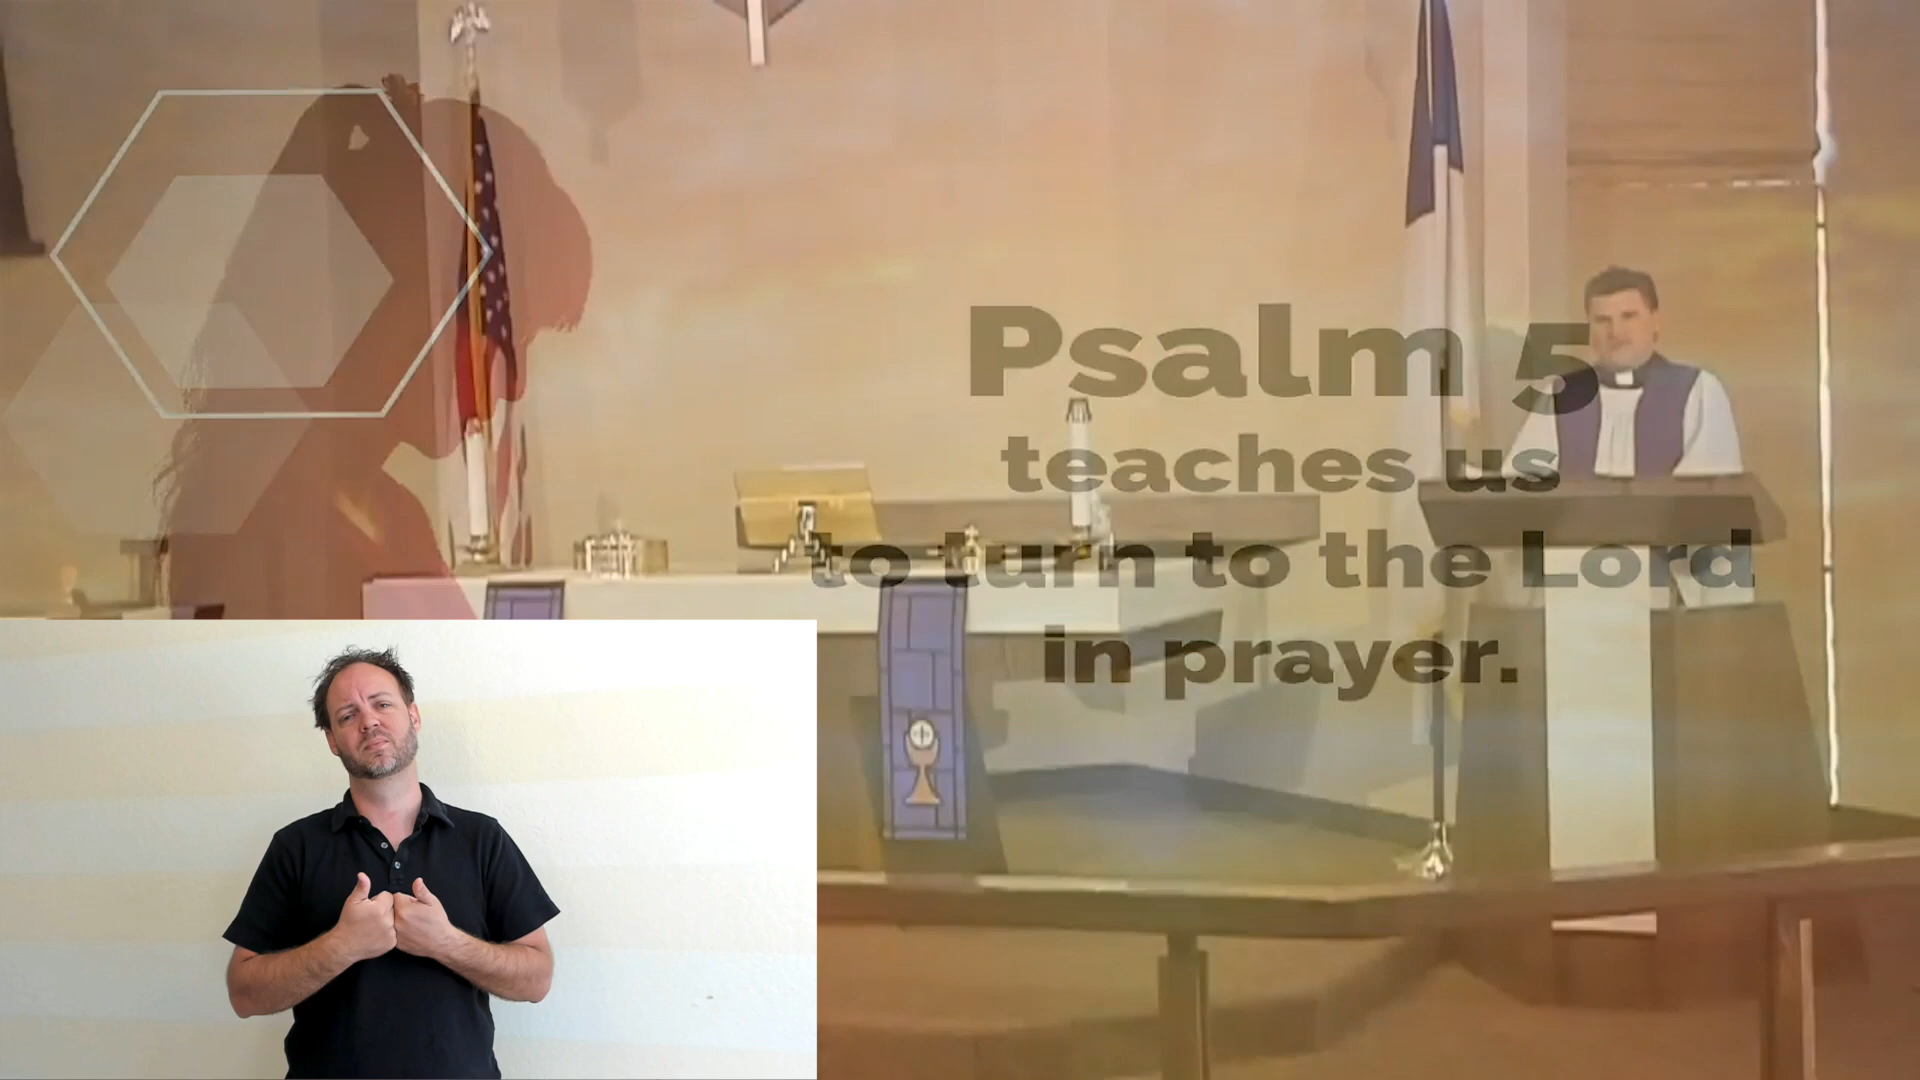 Psalm 5
teaches us
to turn to the Lord
in prayer.